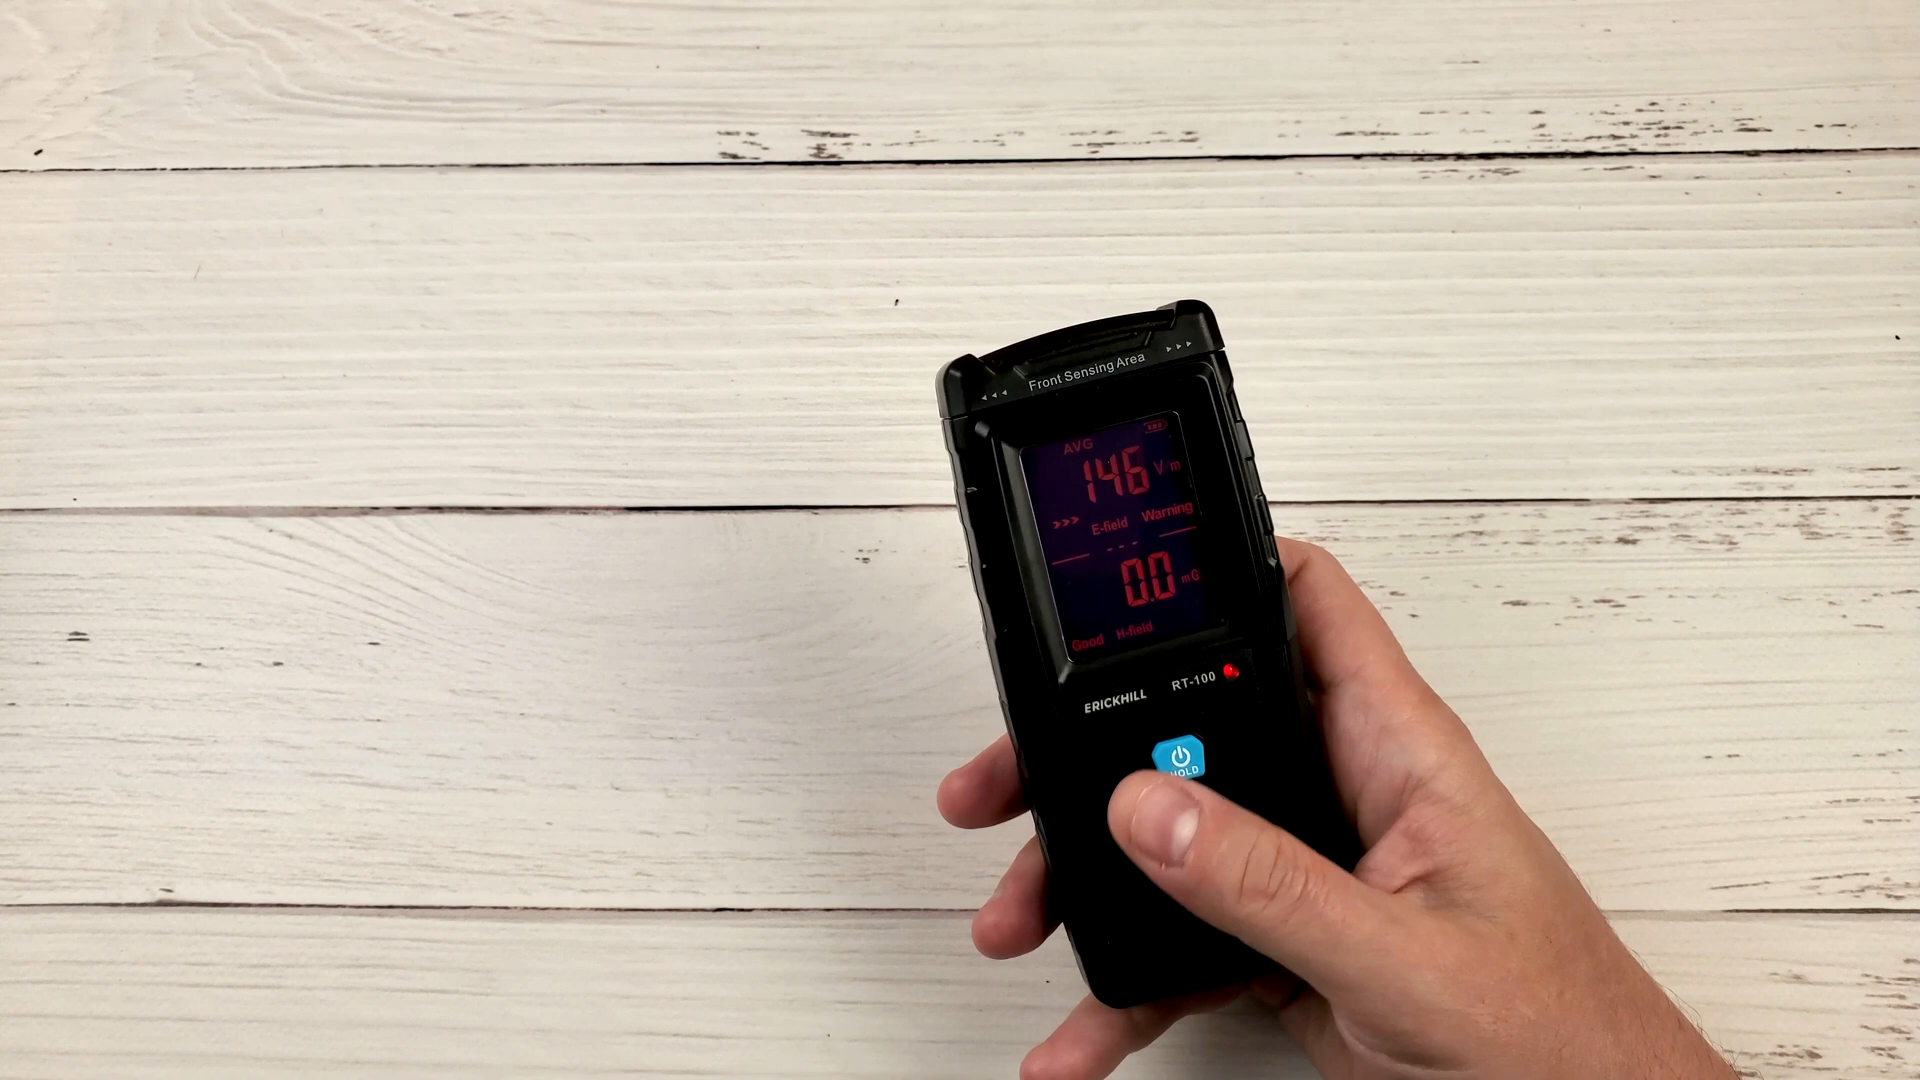 ◄ ◄ ◄ Front Sensing Area ► ► ►
AVG
146 V m
>>> E-field Warning
---
0.0 mG
Good H-field
ERICKHILL RT-100
HOLD